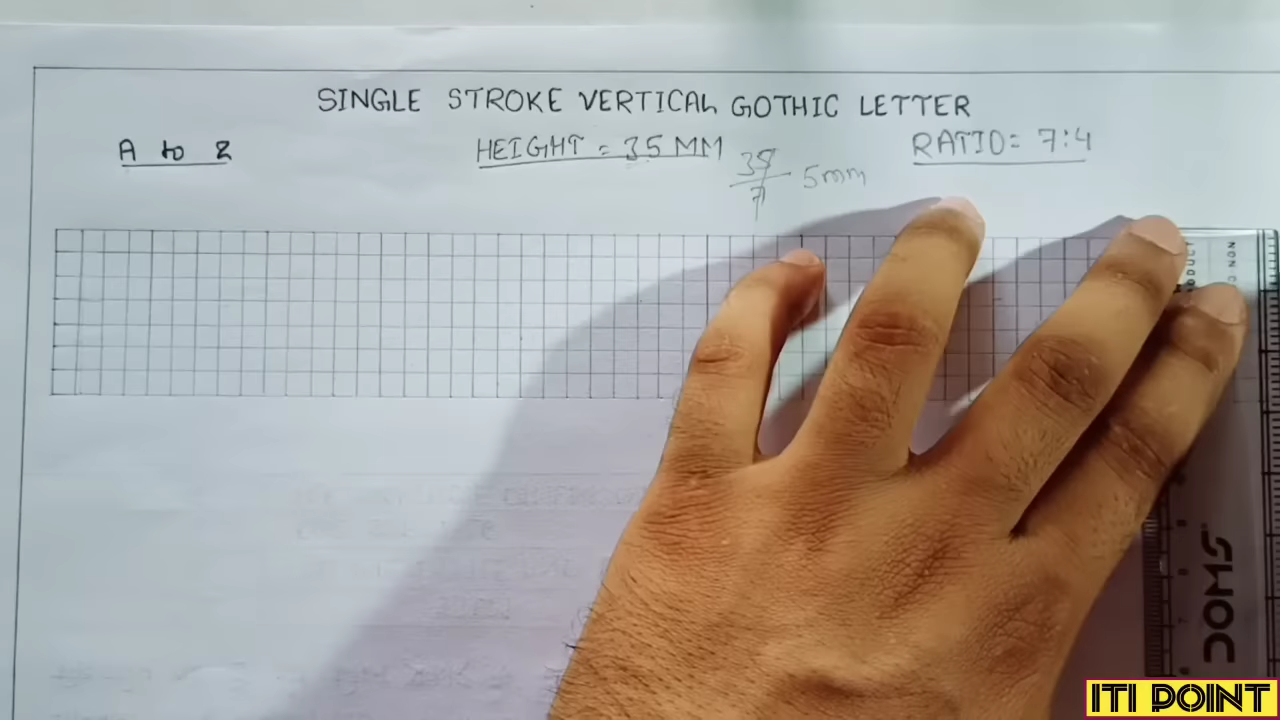 SINGLE STROKE VERTICAL GOTHIC LETTER
A to Z
HEIGHT = 35 MM
RATIO= 7:4
35
7
5mm
DOMS
ITI POINT